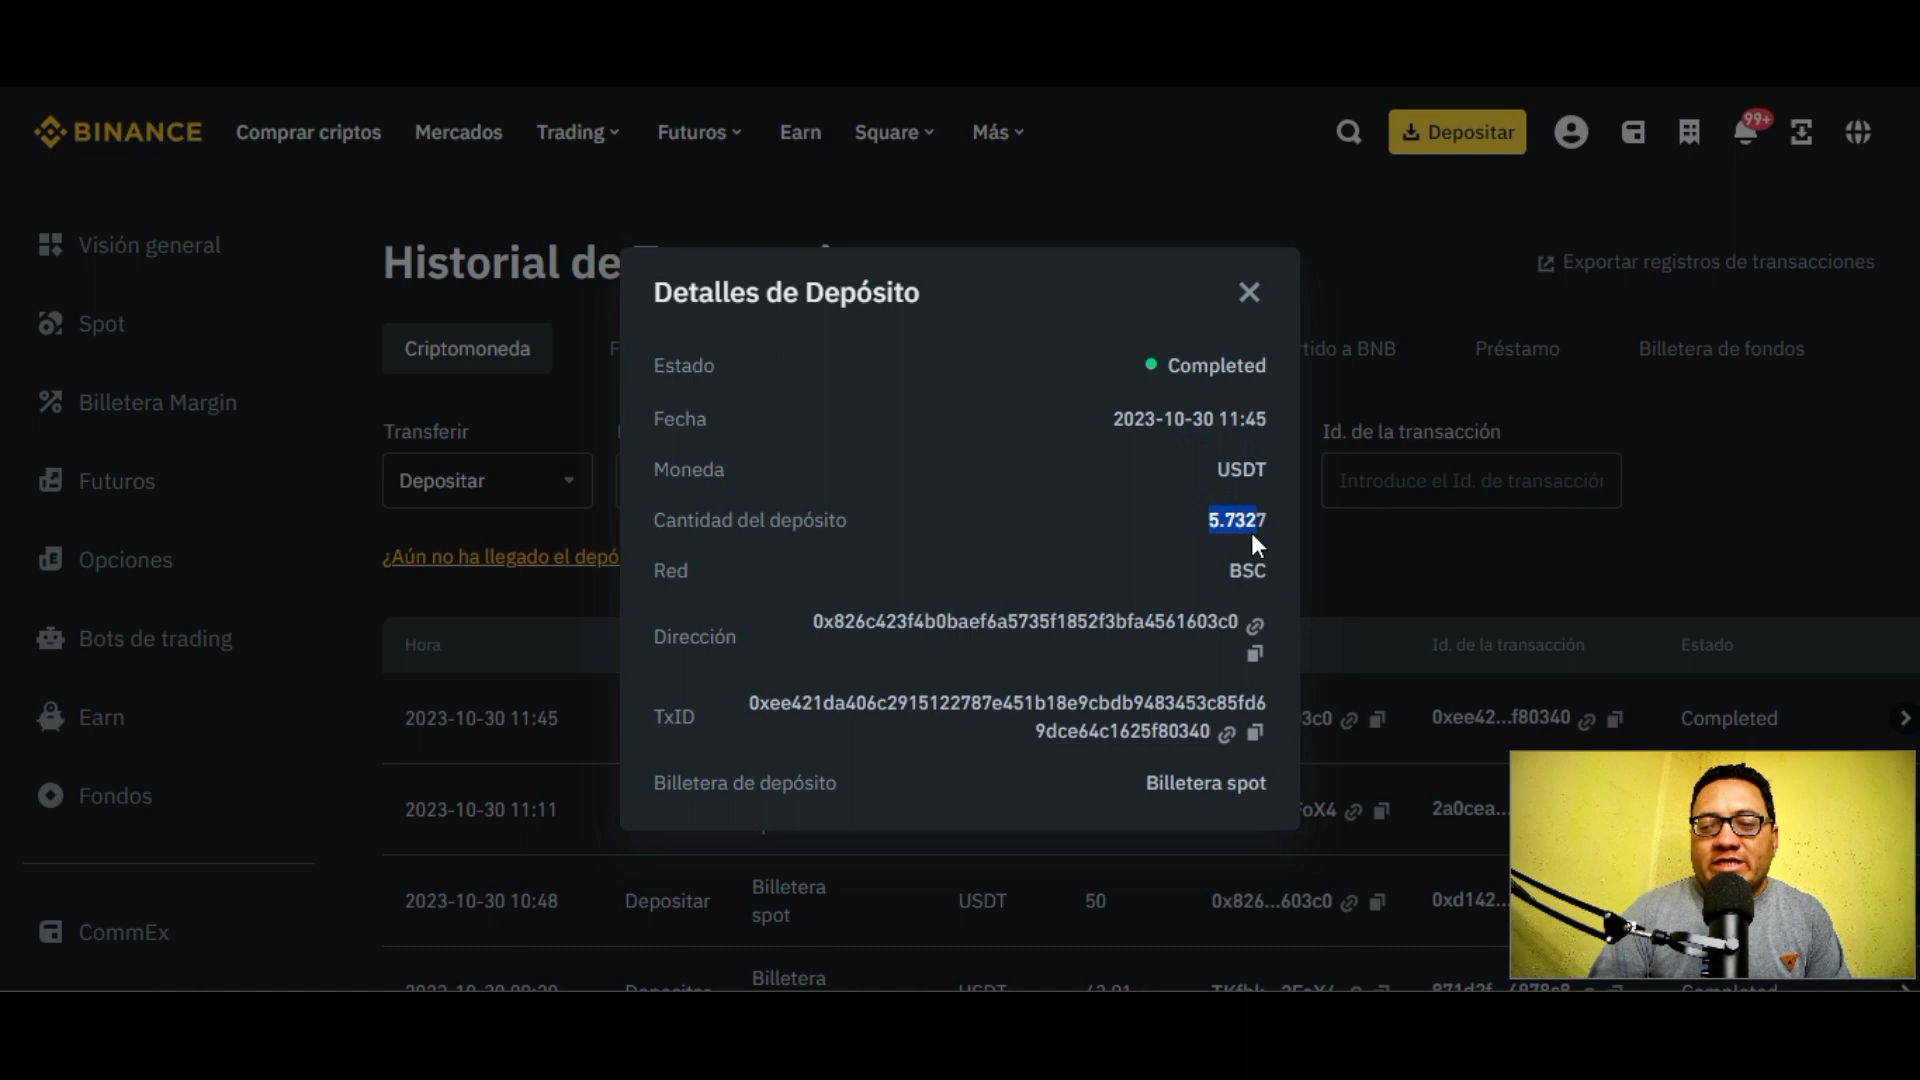 BINANCE Comprar criptos Mercados Trading Futuros Earn Square Más Depositar 99+
Visión general
Spot
Billetera Margin
Futuros
Opciones
Bots de trading
Earn
Fondos
CommEx
Historial de
Exportar registros de transacciones
Criptomoneda F tido a BNB Préstamo Billetera de fondos
Transferir Id. de la transacción
Depositar Introduce el Id. de transacción
¿Aún no ha llegado el depó
Detalles de Depósito
Estado Completed
Fecha 2023-10-30 11:45
Moneda USDT
Cantidad del depósito 5.7327
Red BSC
Dirección 0x826c423f4b0baef6a5735f1852f3bfa4561603c0
TxID 0xee421da406c2915122787e451b18e9cbdb9483453c85fd6
9dce64c1625f80340
Billetera de depósito Billetera spot
Hora Id. de la transacción Estado
2023-10-30 11:45 3c0 0xee42...f80340 Completed
2023-10-30 11:11 oX4 2a0cea...
2023-10-30 10:48 Depositar Billetera spot USDT 50 0x826...603c0 0xd142...
Billetera